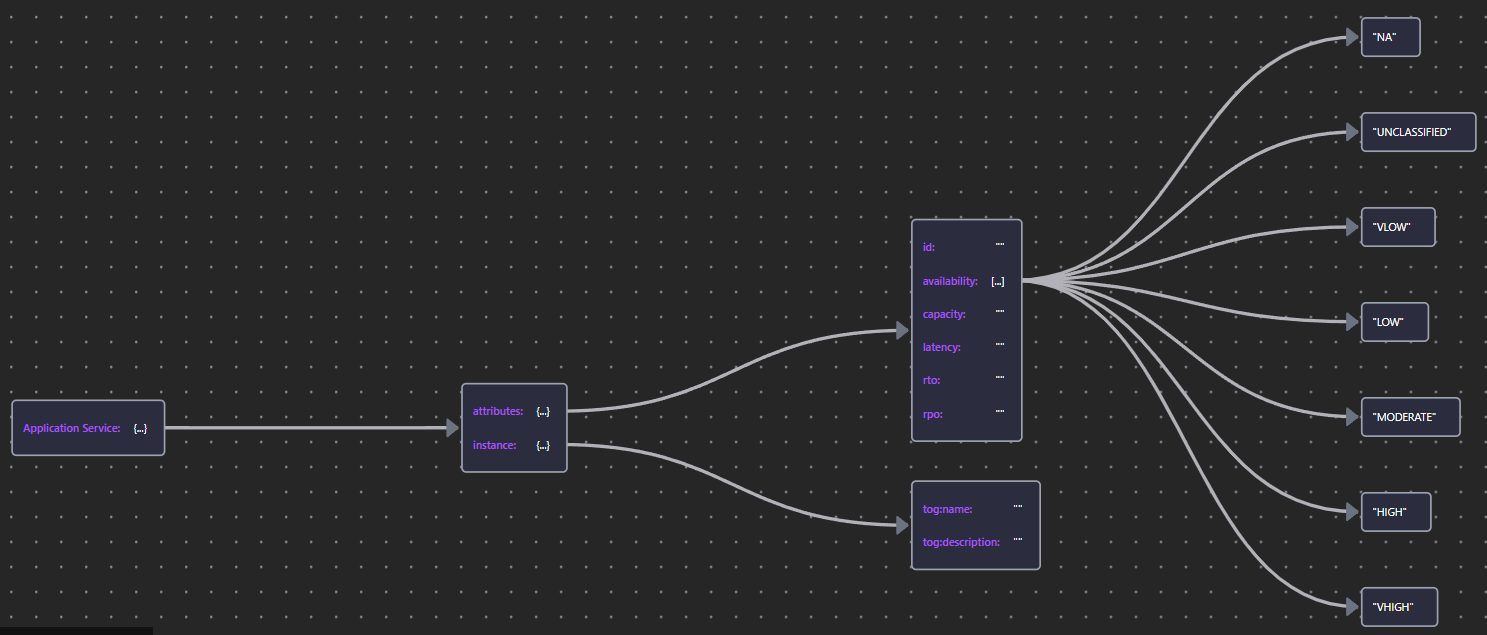 Application Service: {...}
attributes: {...}
instance: {...}
id: ""
availability: [...]
capacity: ""
latency: ""
rto: ""
rpo: ""
tog:name: ""
tog:description: ""
"NA"
"UNCLASSIFIED"
"VLOW"
"LOW"
"MODERATE"
"HIGH"
"VHIGH"